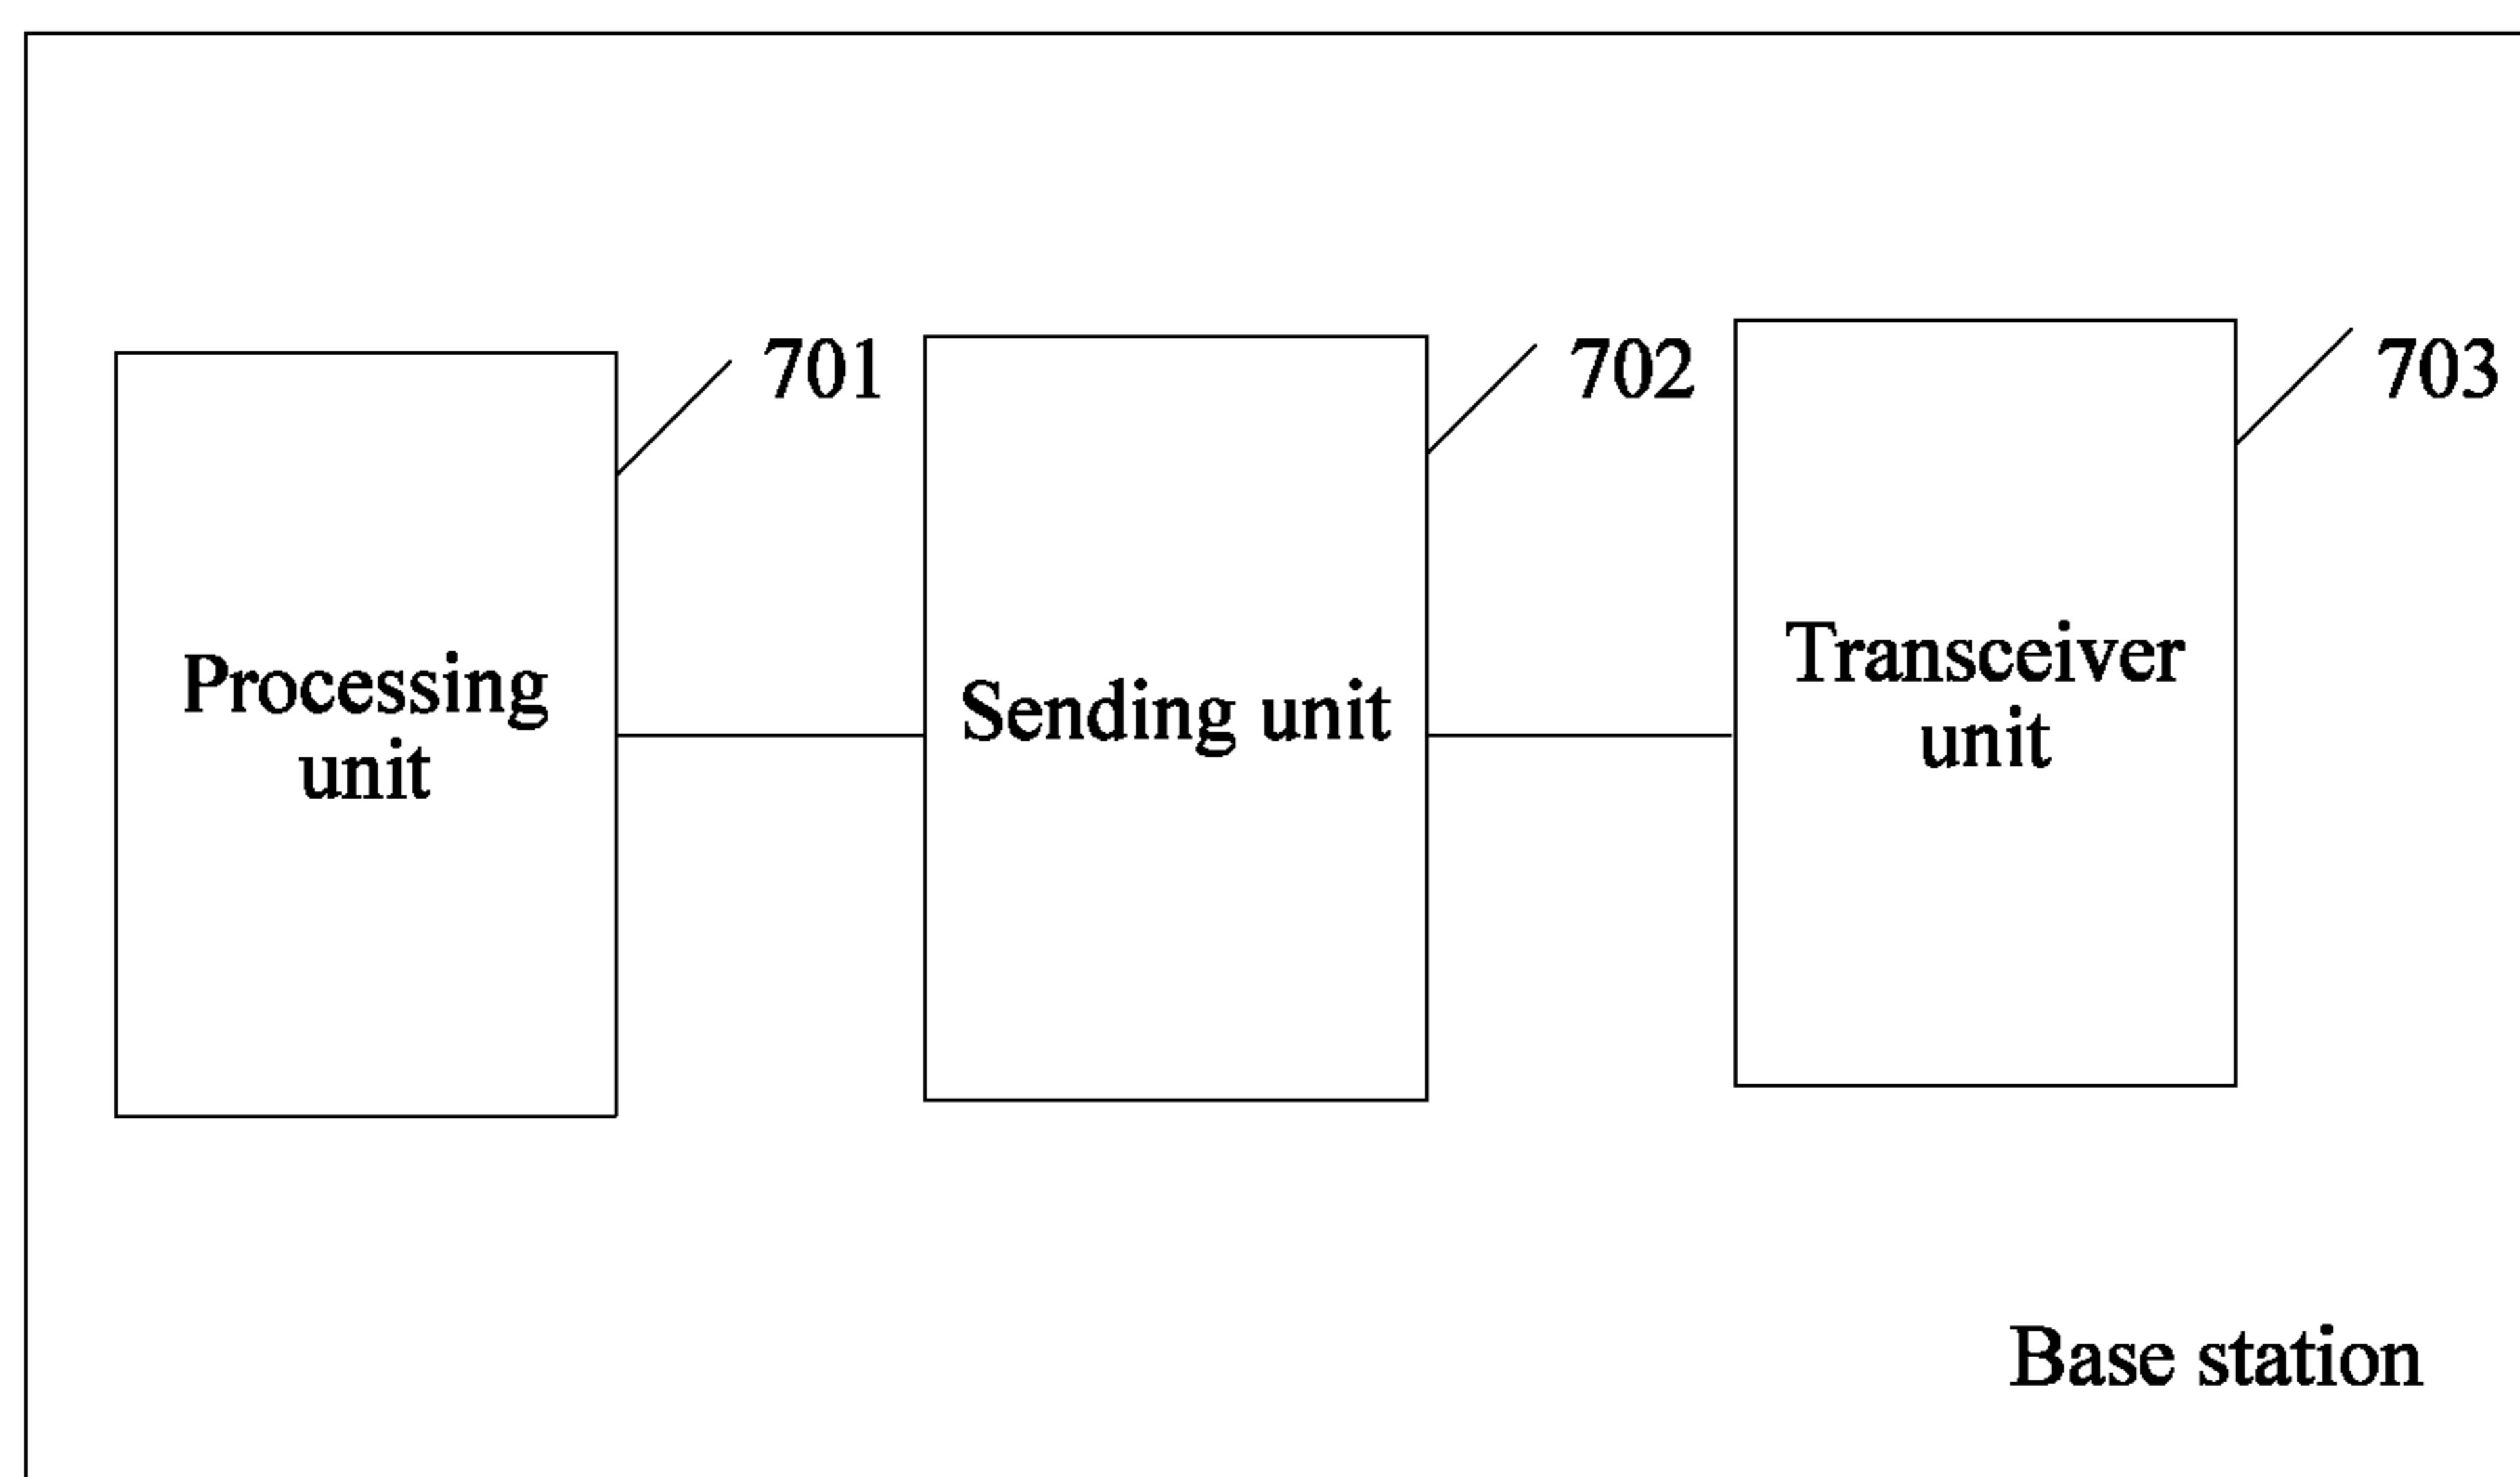 701
702
703
Processing
unit
Sending unit
Transceiver
unit
Base station